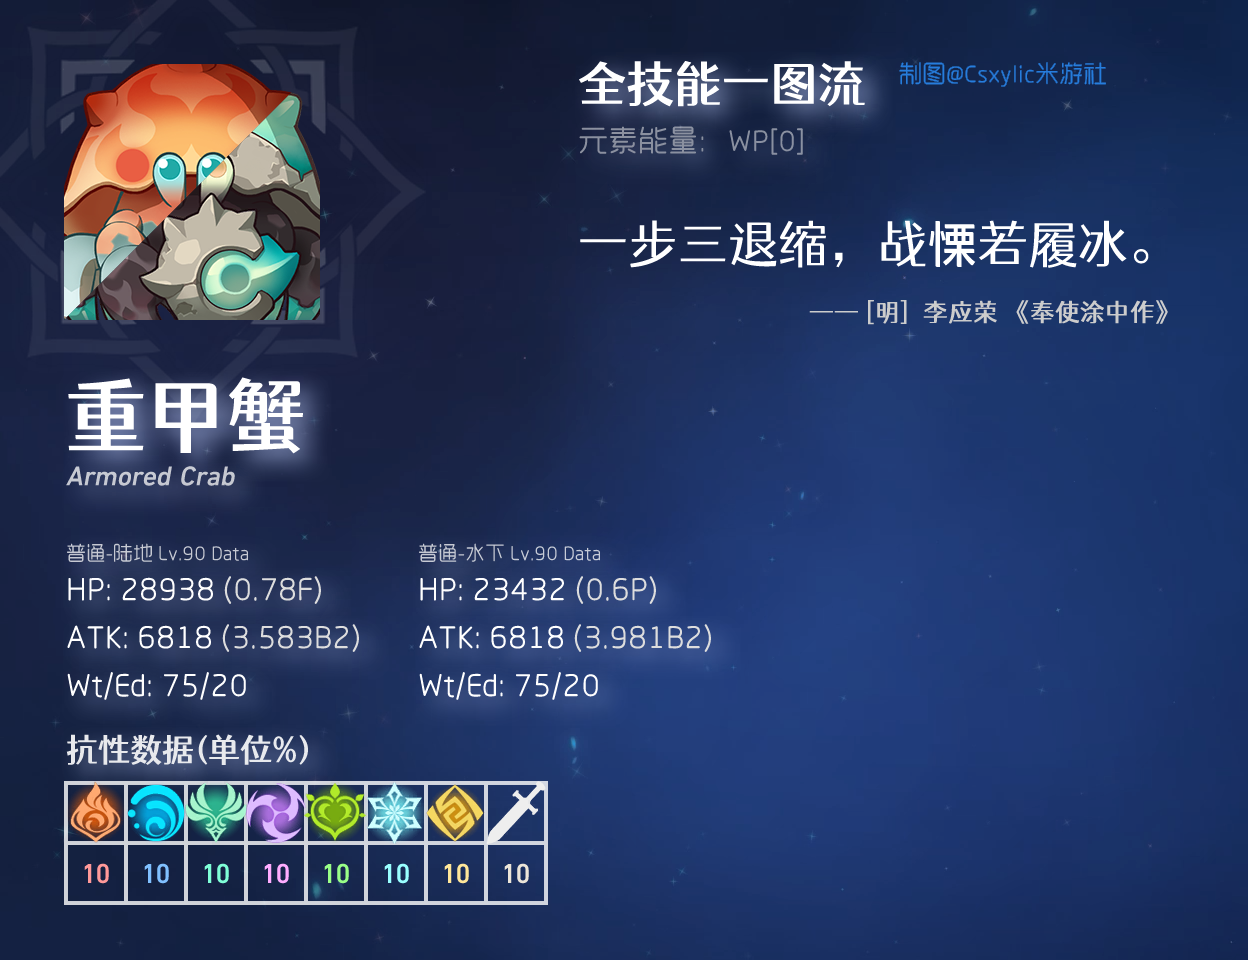 全技能一图流
制图@Csxylic米游社
元素能量: WP[0]
一步三退缩，战慄若履冰。
—— [明] 李应荣 《奉使涂中作》
重甲蟹
Armored Crab
普通-陆地 Lv.90 Data
HP: 28938 (0.78F)
ATK: 6818 (3.583B2)
Wt/Ed: 75/20
普通-水下 Lv.90 Data
HP: 23432 (0.6P)
ATK: 6818 (3.981B2)
Wt/Ed: 75/20
抗性数据(单位%)
10 10 10 10 10 10 10 10